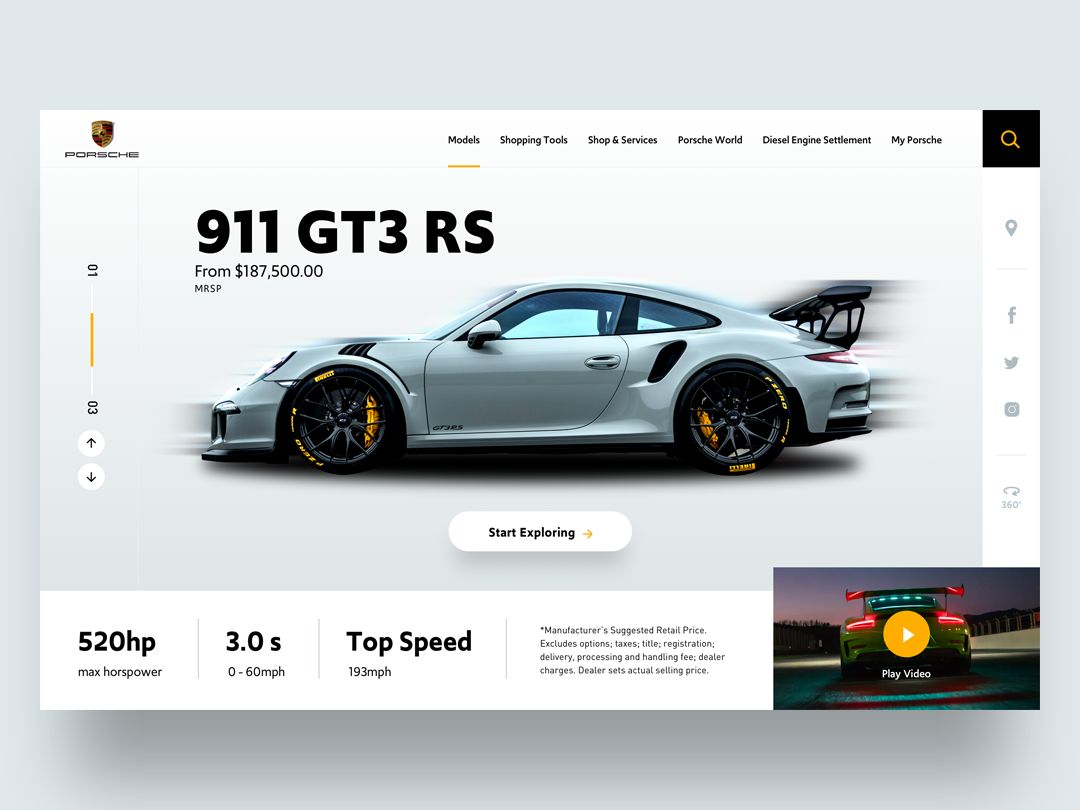 PORSCHE
Models Shopping Tools Shop & Services Porsche World Diesel Engine Settlement My Porsche
911 GT3 RS
From $187,500.00
MRSP
01
03
PIRELLI
P ZERO
GT3RS
P ZERO
PIRELLI
360°
Start Exploring
520hp
max horspower
3.0 s
0 - 60mph
Top Speed
193mph
*Manufacturer's Suggested Retail Price.
Excludes options; taxes; title; registration;
delivery, processing and handling fee; dealer
charges. Dealer sets actual selling price.
Play Video